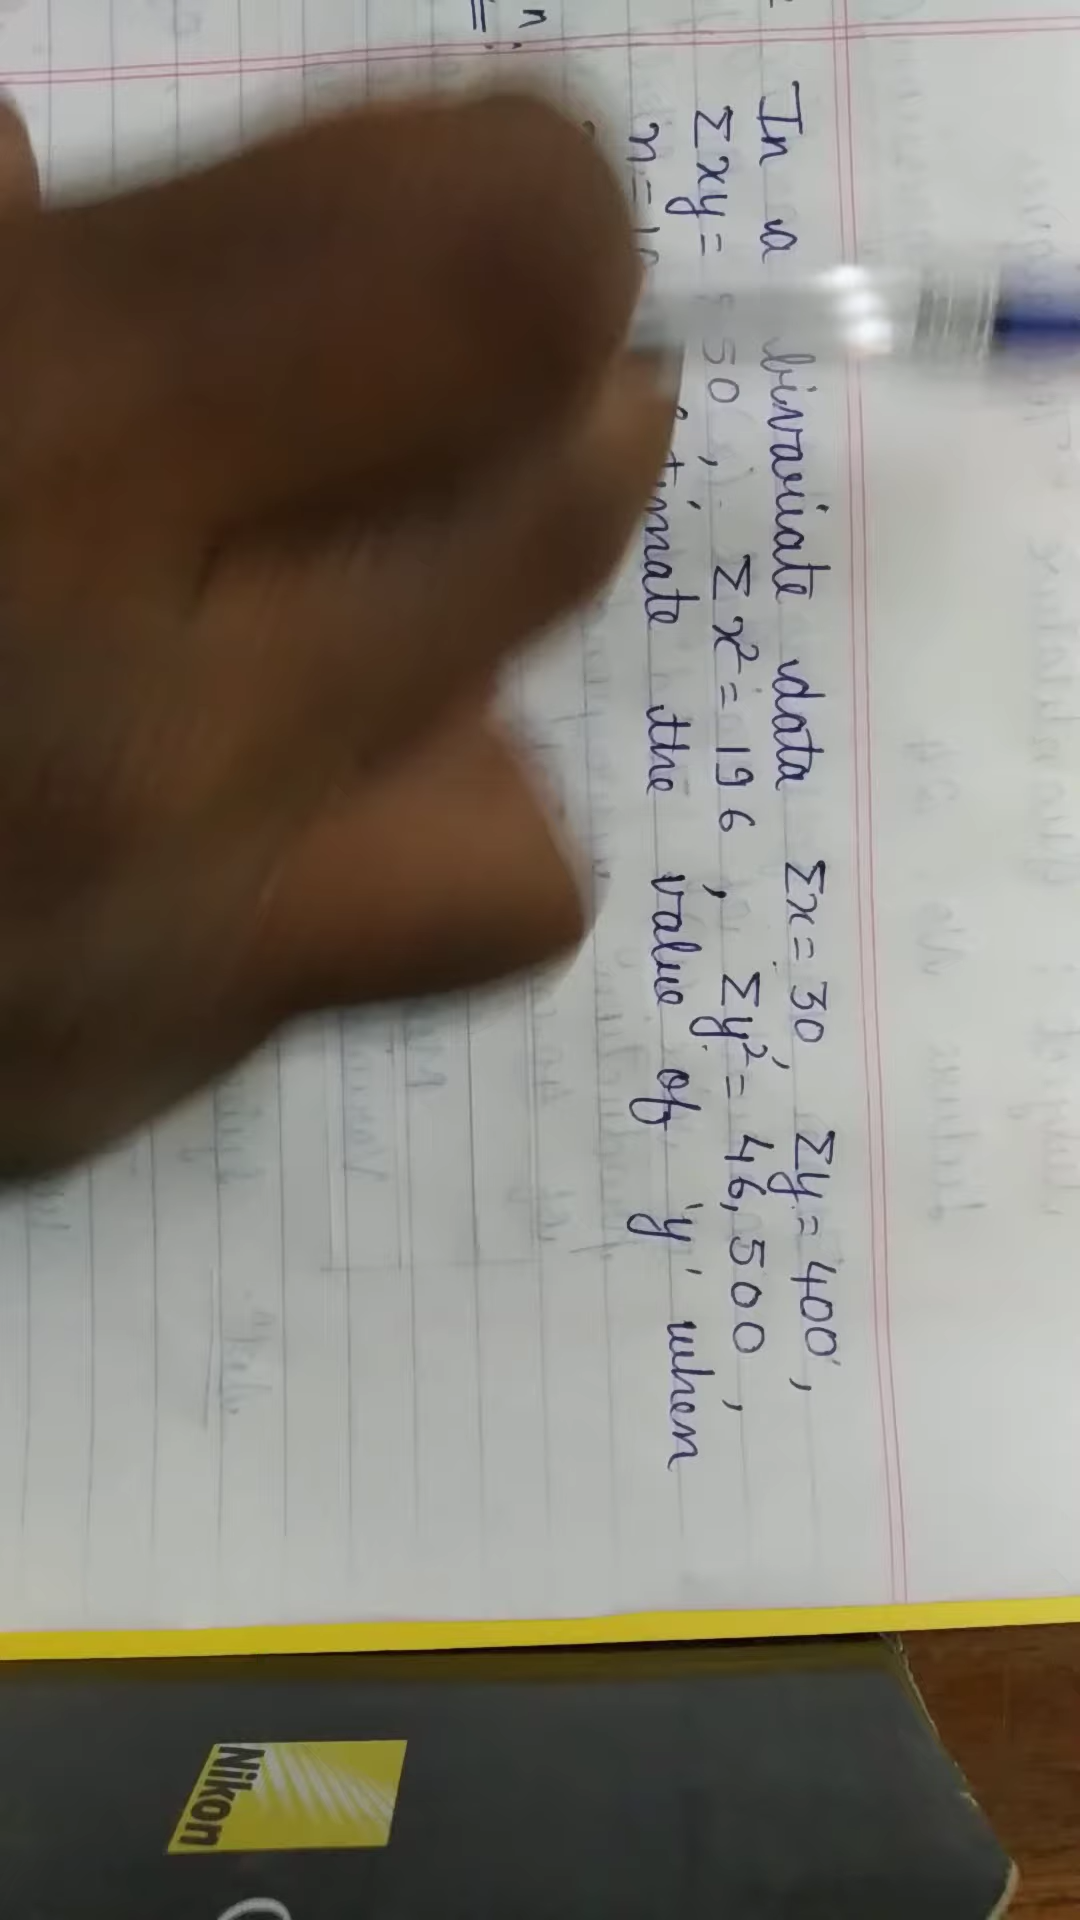 In a bivariate data Σx = 30, Σy = 400,
Σxy = 50, Σx² = 196, Σy² = 46,500,
n = the value of 'y' when
Nikon